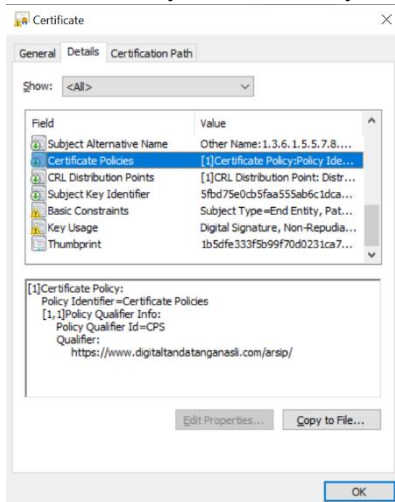 Certificate
General Details Certification Path
Show: <All>
Field Value
Subject Alternative Name Other Name:1.3.6.1.5.5.7.8....
Certificate Policies [1]Certificate Policy:Policy Ide...
CRL Distribution Points [1]CRL Distribution Point: Distr...
Subject Key Identifier 5fbd75e0cb5faa555ab6c1dca...
Basic Constraints Subject Type=End Entity, Pat...
Key Usage Digital Signature, Non-Repudia...
Thumbprint 1b5dfe333f5b99f70d0231ca7...
[1]Certificate Policy:
Policy Identifier=Certificate Policies
[1,1]Policy Qualifier Info:
Policy Qualifier Id=CPS
Qualifier:
https://www.digitaltandatanganasli.com/arsip/
Edit Properties... Copy to File...
OK